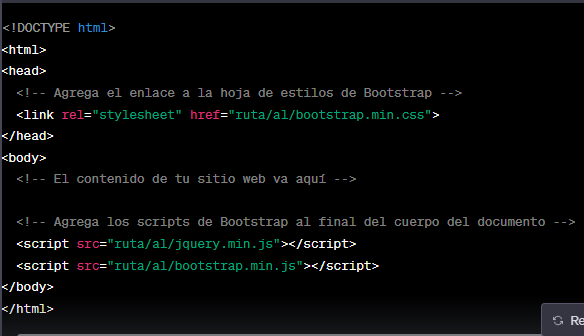 <!DOCTYPE html>
<html>
<head>
  <!-- Agrega el enlace a la hoja de estilos de Bootstrap -->
  <link rel="stylesheet" href="ruta/al/bootstrap.min.css">
</head>
<body>
  <!-- El contenido de tu sitio web va aquí -->
  <!-- Agrega los scripts de Bootstrap al final del cuerpo del documento -->
  <script src="ruta/al/jquery.min.js"></script>
  <script src="ruta/al/bootstrap.min.js"></script>
</body>
</html>
Re